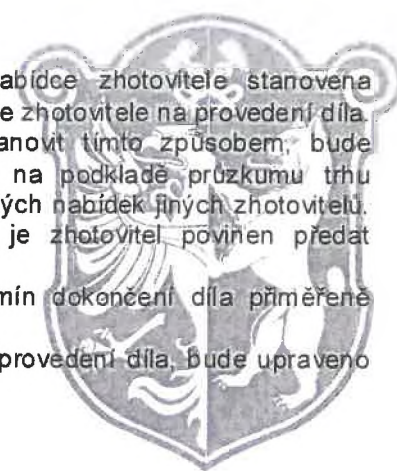 abídce zhotovitele stanovena
e zhotovitele na provedení díla.
anovit tímto způsobem, bude
na podkladě průzkumu trhu
ých nabídek jiných zhotovitelů.
je zhotovitel povinen předat
mín dokončení díla přiměřeně
provedení díla, bude upraveno